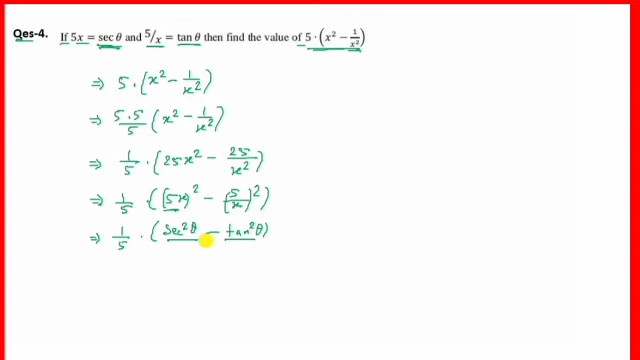 Qes-4. If 5x = sec θ and 5/x = tan θ then find the value of 5 · (x² − 1/x²)
⇒ 5 · (x² − 1/x²)
⇒ 5·5/5 (x² − 1/x²)
⇒ 1/5 · (25x² − 25/x²)
⇒ 1/5 · ((5x)² − (5/x)²)
⇒ 1/5 · (sec²θ − tan²θ)